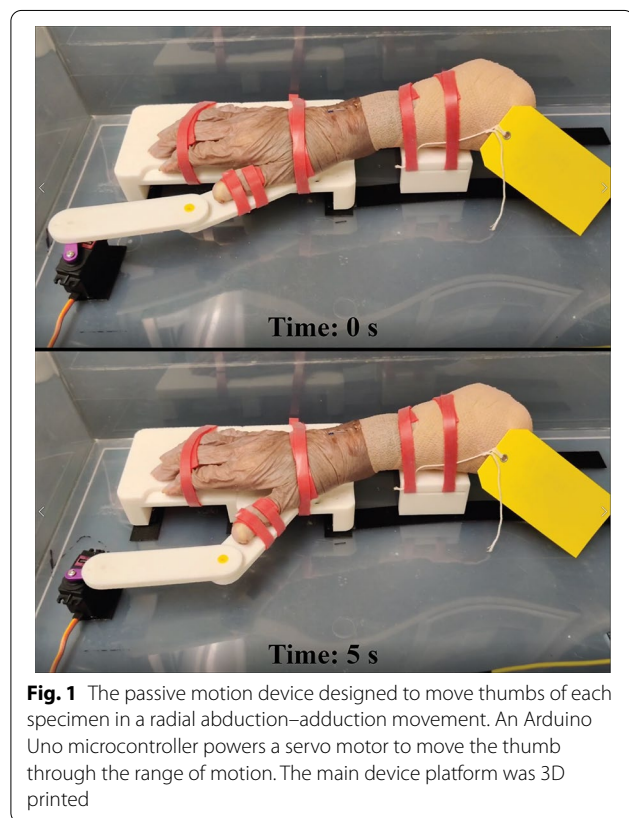 Time: 0 s
Time: 5 s
Fig. 1 The passive motion device designed to move thumbs of each
specimen in a radial abduction–adduction movement. An Arduino
Uno microcontroller powers a servo motor to move the thumb
through the range of motion. The main device platform was 3D
printed